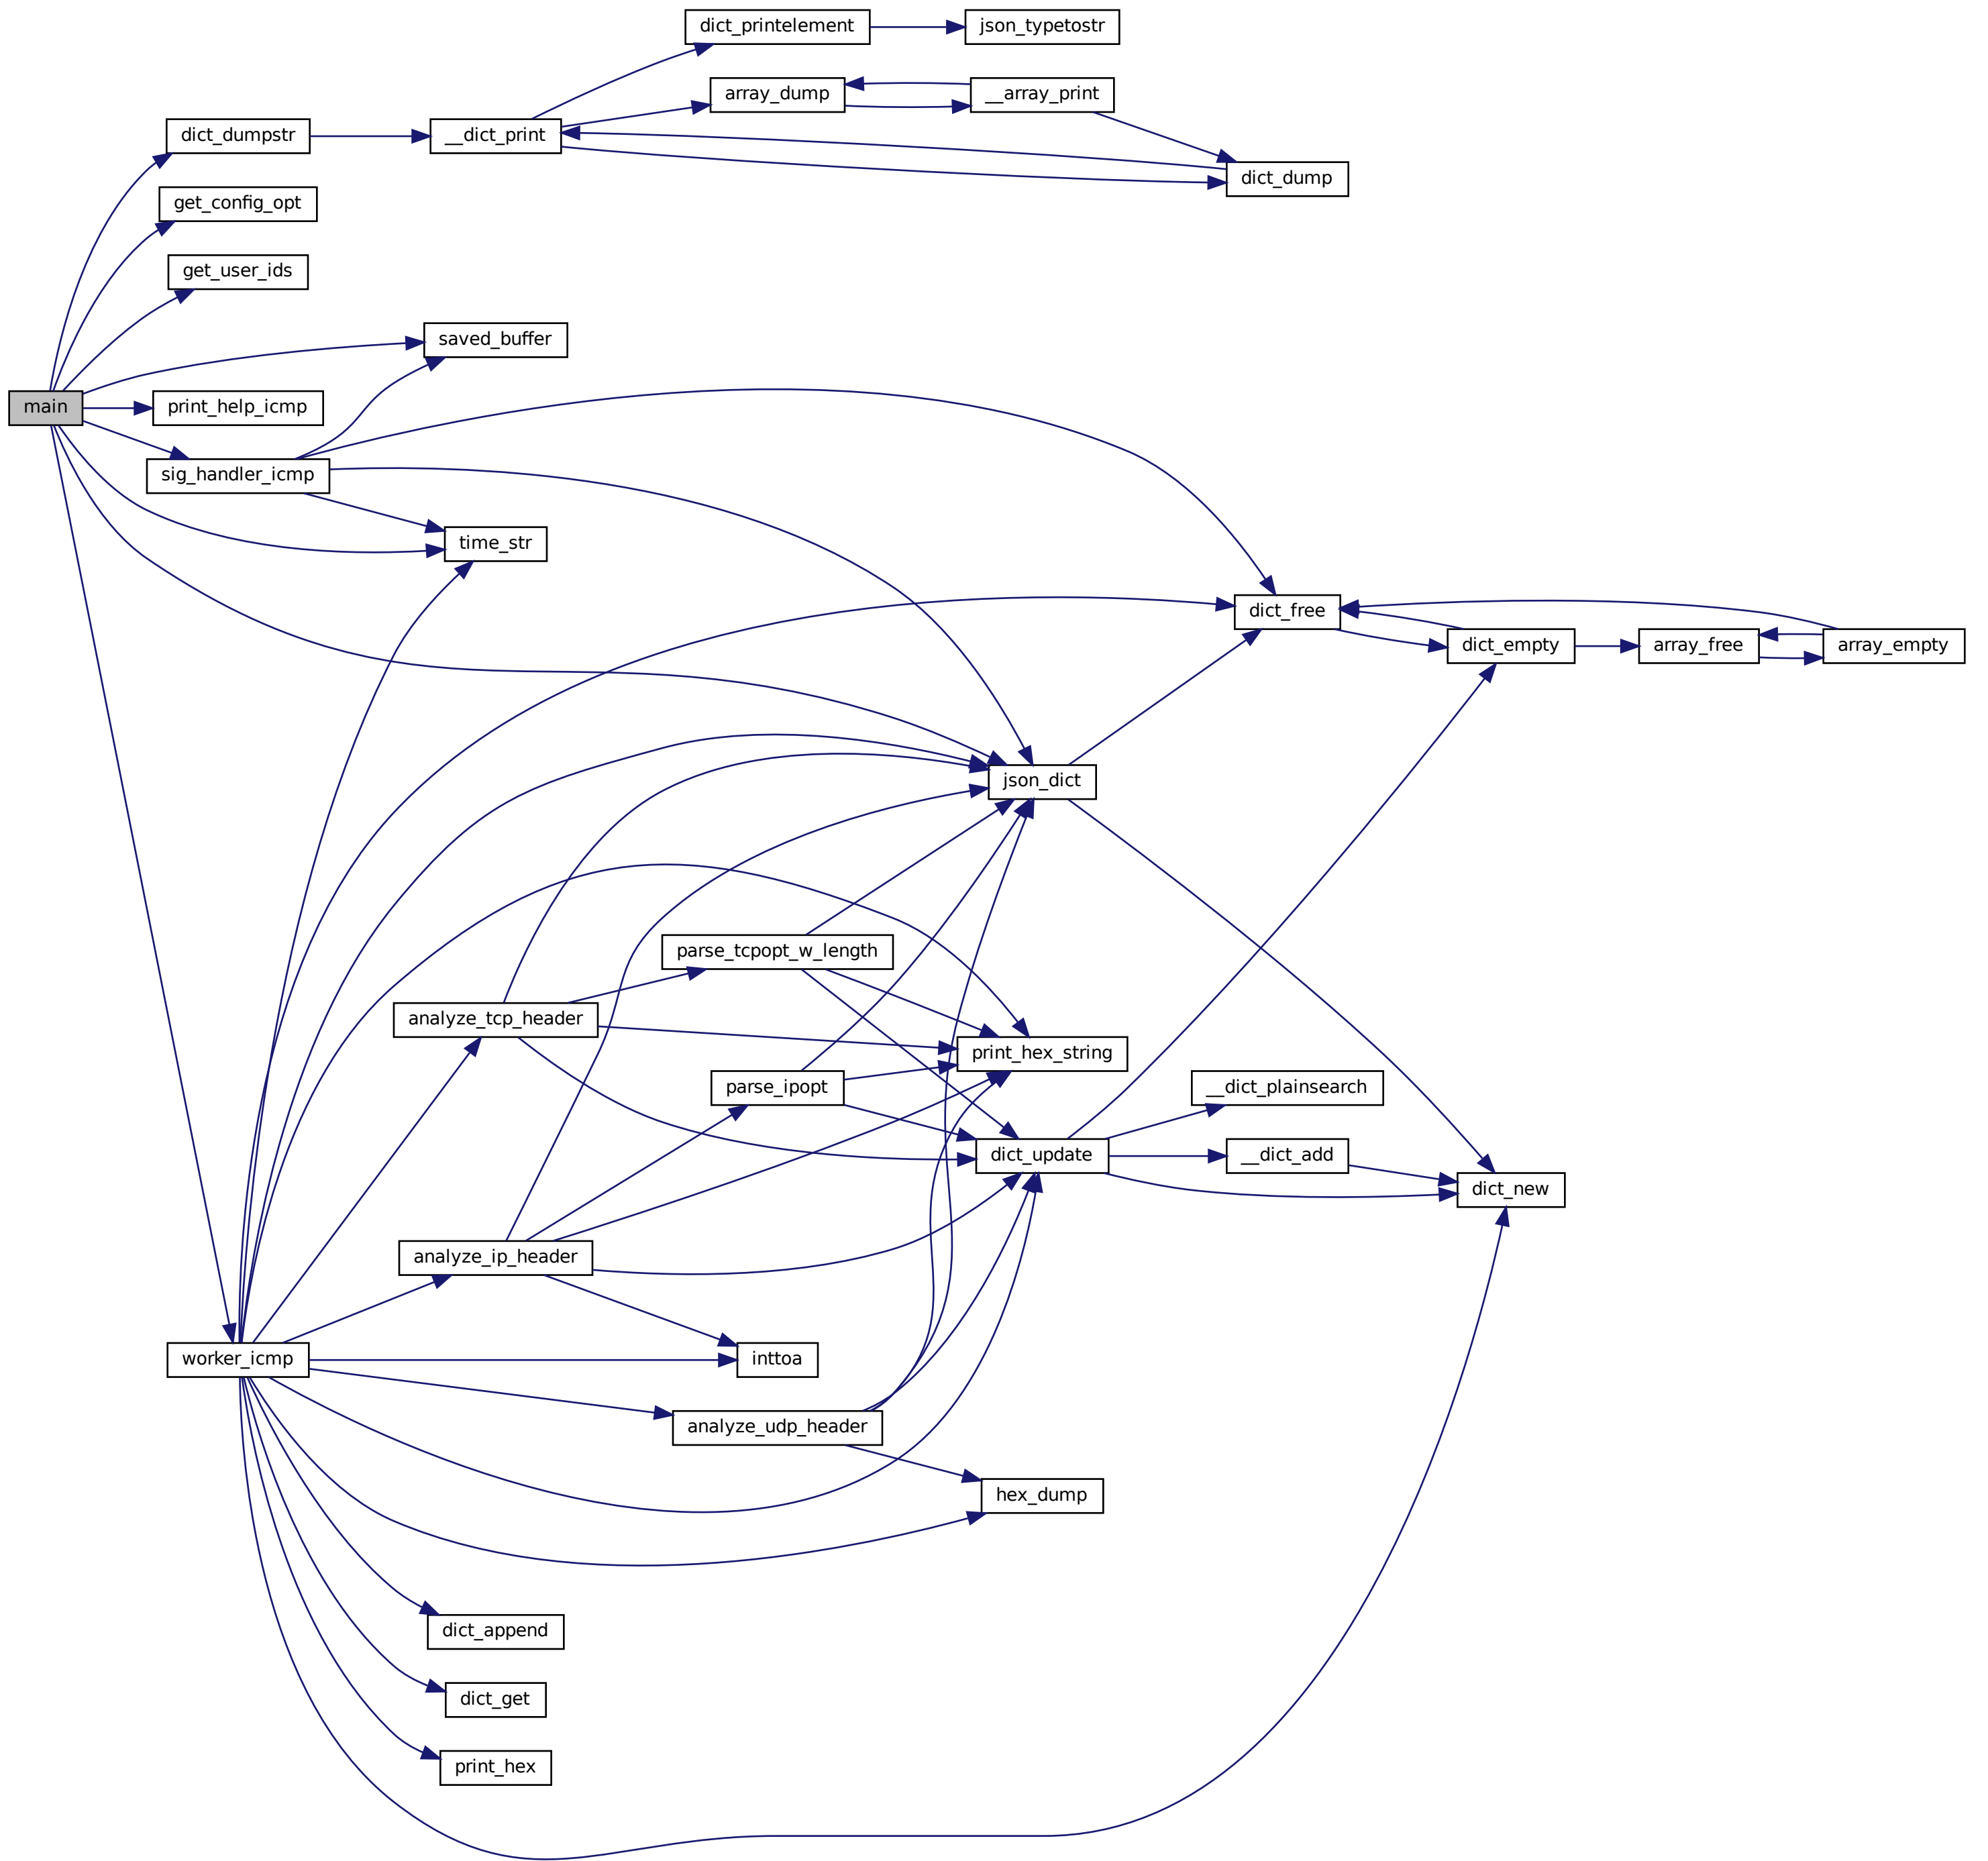 dict_printelement
json_typetostr
array_dump
__array_print
dict_dumpstr
__dict_print
dict_dump
get_config_opt
get_user_ids
saved_buffer
main
print_help_icmp
sig_handler_icmp
time_str
dict_free
dict_empty
array_free
array_empty
json_dict
parse_tcpopt_w_length
analyze_tcp_header
print_hex_string
parse_ipopt
__dict_plainsearch
dict_update
__dict_add
dict_new
analyze_ip_header
worker_icmp
inttoa
analyze_udp_header
hex_dump
dict_append
dict_get
print_hex